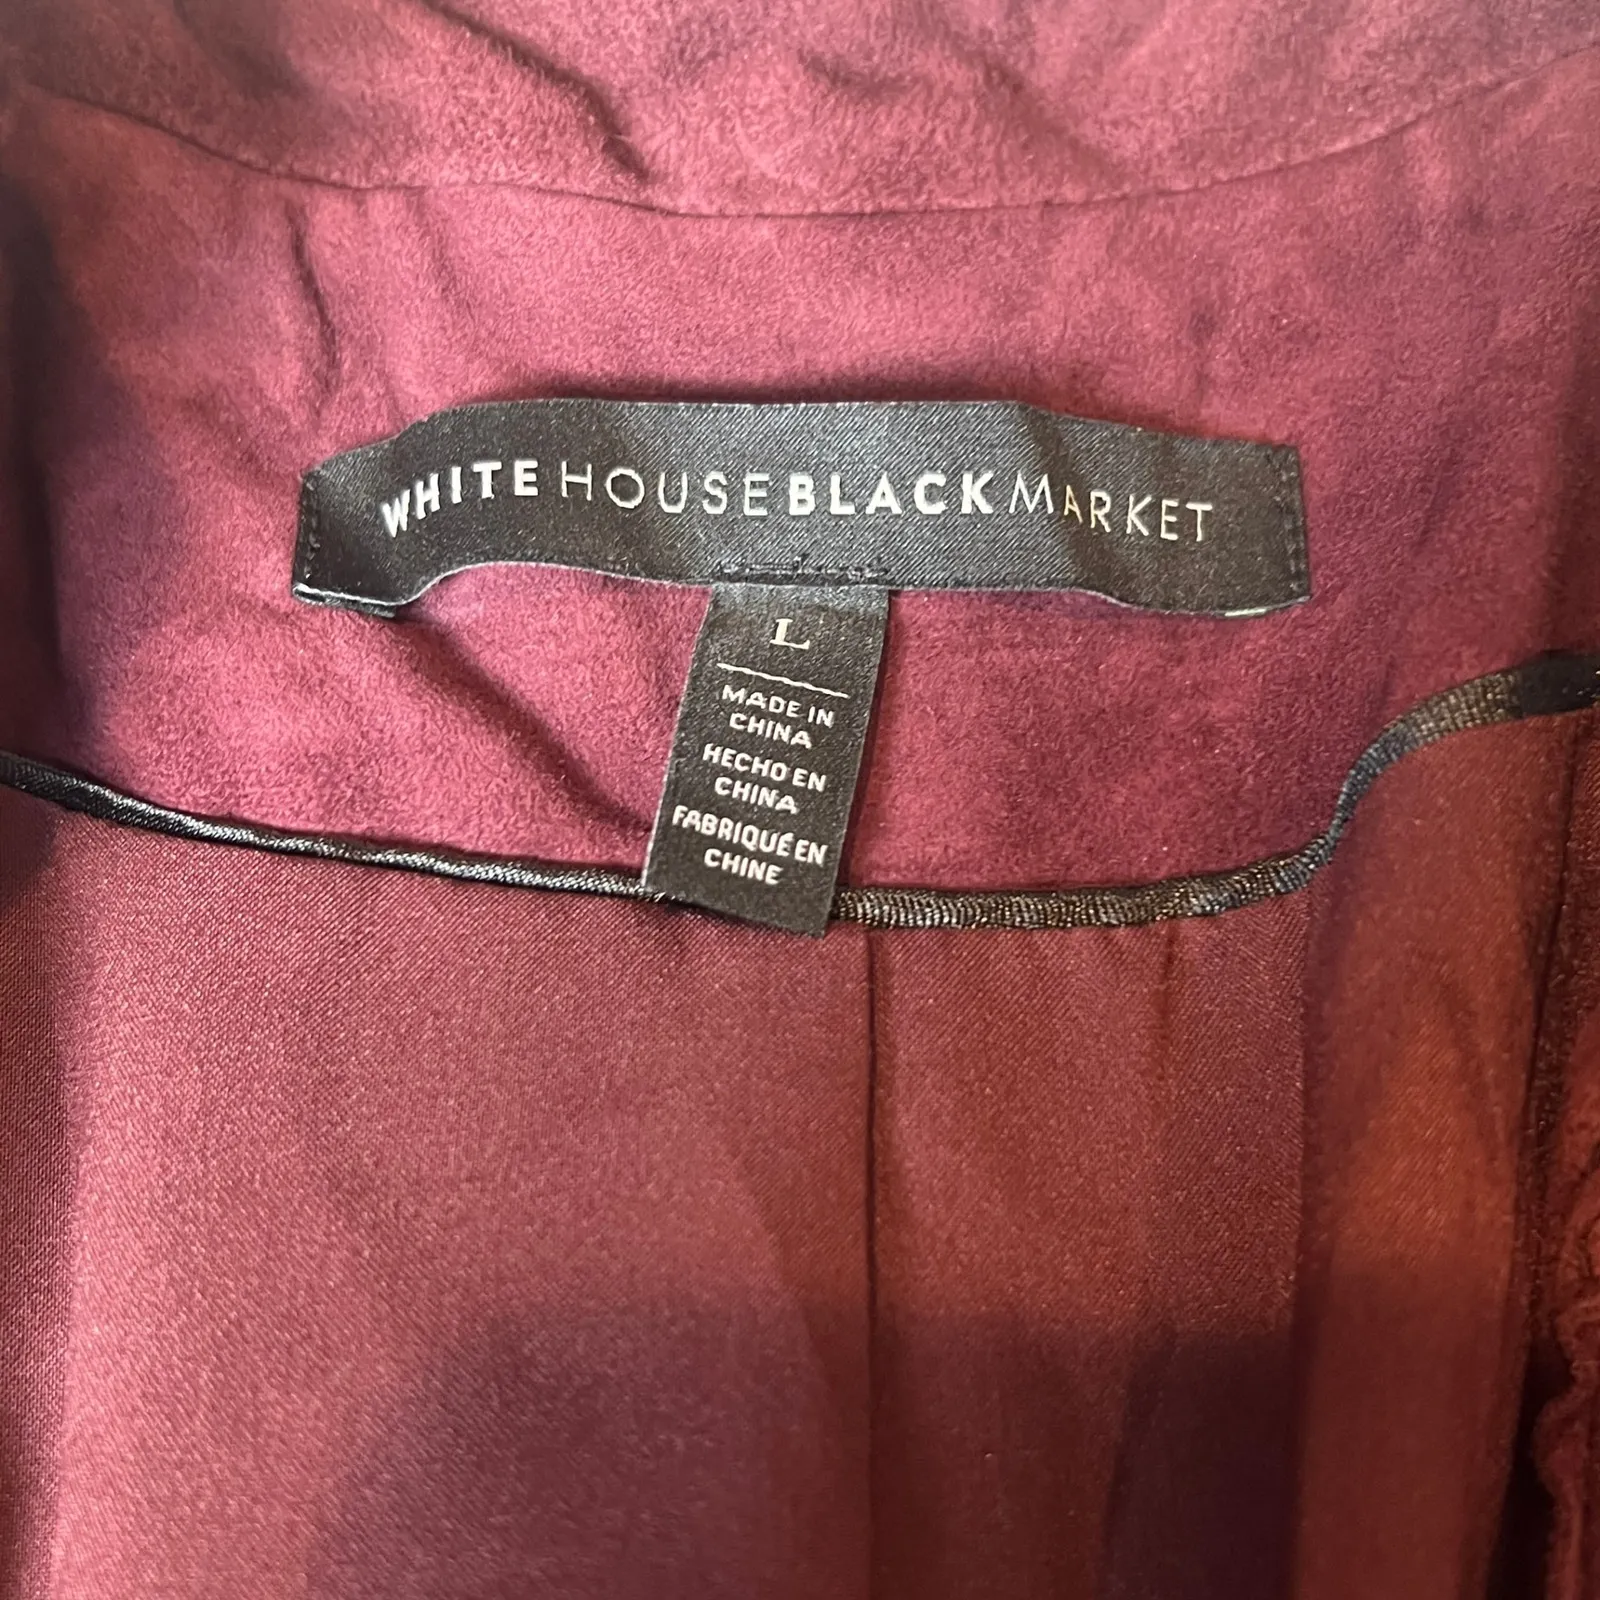 WHITE HOUSE BLACK MARKET
L
MADE IN
CHINA
HECHO EN
CHINA
FABRIQUÉ EN
CHINE